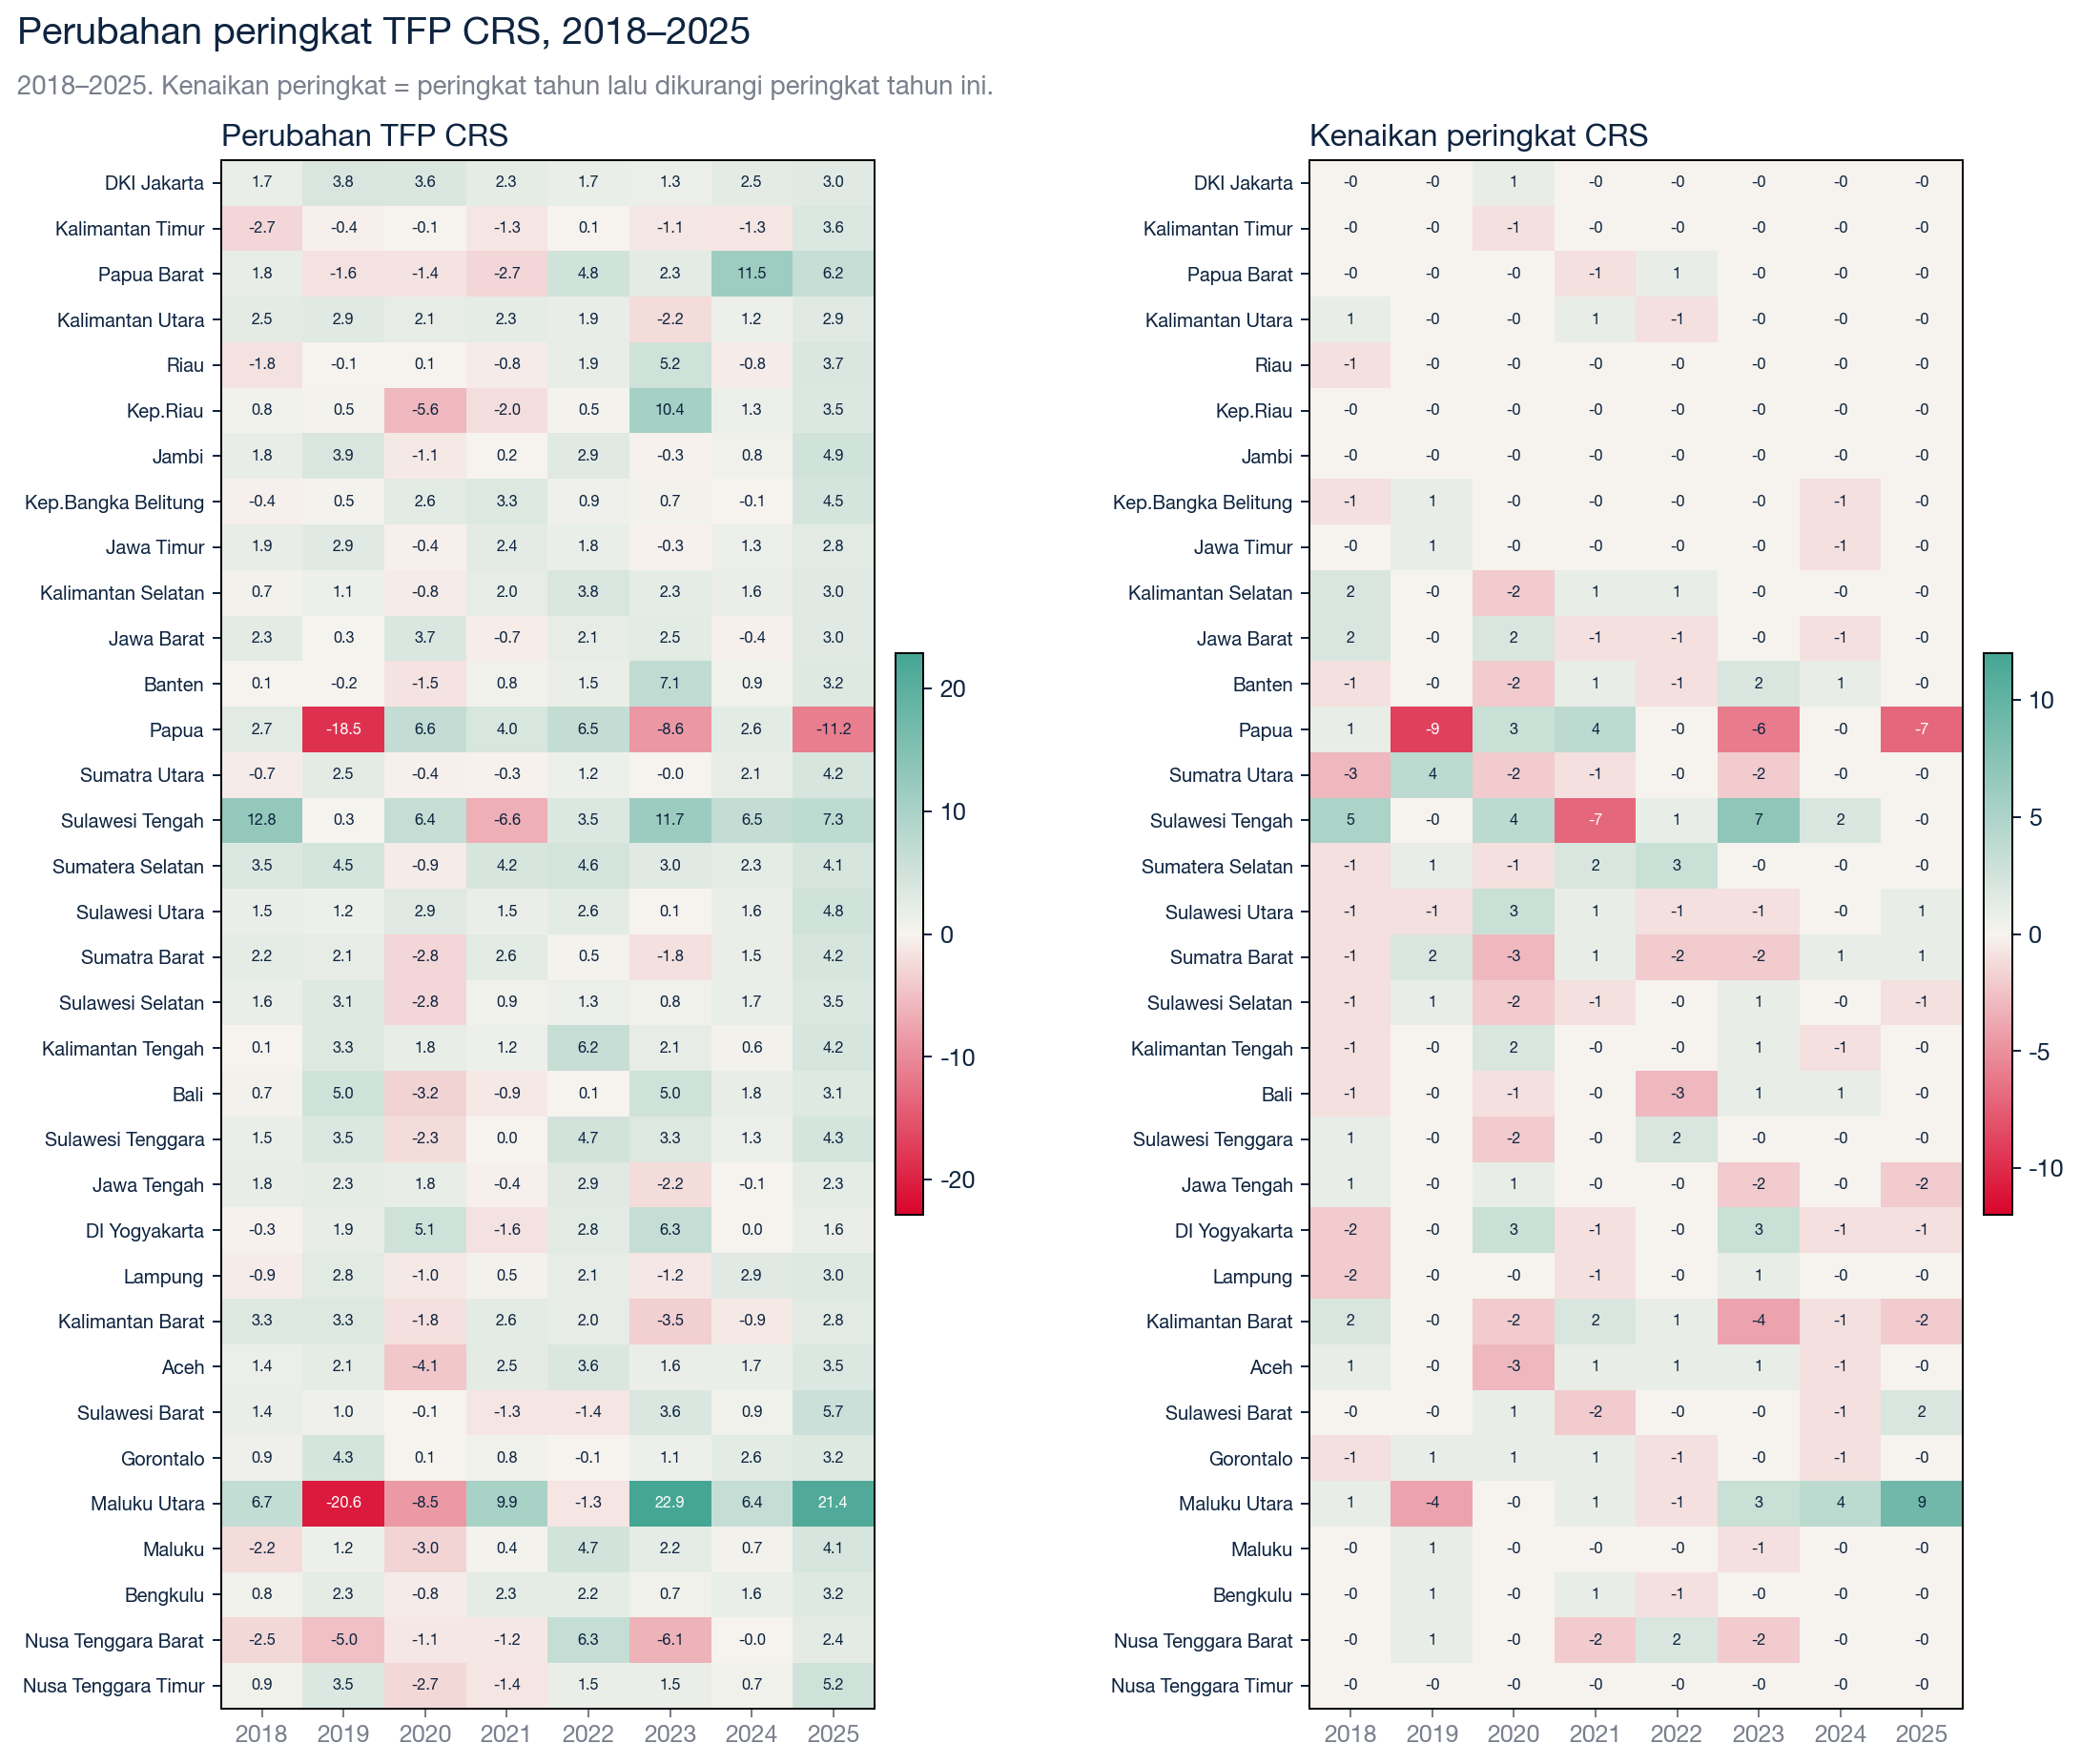 Perubahan peringkat TFP CRS, 2018–2025
2018–2025. Kenaikan peringkat = peringkat tahun lalu dikurangi peringkat tahun ini.
Perubahan TFP CRS
DKI Jakarta 1.7 3.8 3.6 2.3 1.7 1.3 2.5 3.0
Kalimantan Timur -2.7 -0.4 -0.1 -1.3 0.1 -1.1 -1.3 3.6
Papua Barat 1.8 -1.6 -1.4 -2.7 4.8 2.3 11.5 6.2
Kalimantan Utara 2.5 2.9 2.1 2.3 1.9 -2.2 1.2 2.9
Riau -1.8 -0.1 0.1 -0.8 1.9 5.2 -0.8 3.7
Kep.Riau 0.8 0.5 -5.6 -2.0 0.5 10.4 1.3 3.5
Jambi 1.8 3.9 -1.1 0.2 2.9 -0.3 0.8 4.9
Kep.Bangka Belitung -0.4 0.5 2.6 3.3 0.9 0.7 -0.1 4.5
Jawa Timur 1.9 2.9 -0.4 2.4 1.8 -0.3 1.3 2.8
Kalimantan Selatan 0.7 1.1 -0.8 2.0 3.8 2.3 1.6 3.0
Jawa Barat 2.3 0.3 3.7 -0.7 2.1 2.5 -0.4 3.0
Banten 0.1 -0.2 -1.5 0.8 1.5 7.1 0.9 3.2
Papua 2.7 -18.5 6.6 4.0 6.5 -8.6 2.6 -11.2
Sumatra Utara -0.7 2.5 -0.4 -0.3 1.2 -0.0 2.1 4.2
Sulawesi Tengah 12.8 0.3 6.4 -6.6 3.5 11.7 6.5 7.3
Sumatera Selatan 3.5 4.5 -0.9 4.2 4.6 3.0 2.3 4.1
Sulawesi Utara 1.5 1.2 2.9 1.5 2.6 0.1 1.6 4.8
Sumatra Barat 2.2 2.1 -2.8 2.6 0.5 -1.8 1.5 4.2
Sulawesi Selatan 1.6 3.1 -2.8 0.9 1.3 0.8 1.7 3.5
Kalimantan Tengah 0.1 3.3 1.8 1.2 6.2 2.1 0.6 4.2
Bali 0.7 5.0 -3.2 -0.9 0.1 5.0 1.8 3.1
Sulawesi Tenggara 1.5 3.5 -2.3 0.0 4.7 3.3 1.3 4.3
Jawa Tengah 1.8 2.3 1.8 -0.4 2.9 -2.2 -0.1 2.3
DI Yogyakarta -0.3 1.9 5.1 -1.6 2.8 6.3 0.0 1.6
Lampung -0.9 2.8 -1.0 0.5 2.1 -1.2 2.9 3.0
Kalimantan Barat 3.3 3.3 -1.8 2.6 2.0 -3.5 -0.9 2.8
Aceh 1.4 2.1 -4.1 2.5 3.6 1.6 1.7 3.5
Sulawesi Barat 1.4 1.0 -0.1 -1.3 -1.4 3.6 0.9 5.7
Gorontalo 0.9 4.3 0.1 0.8 -0.1 1.1 2.6 3.2
Maluku Utara 6.7 -20.6 -8.5 9.9 -1.3 22.9 6.4 21.4
Maluku -2.2 1.2 -3.0 0.4 4.7 2.2 0.7 4.1
Bengkulu 0.8 2.3 -0.8 2.3 2.2 0.7 1.6 3.2
Nusa Tenggara Barat -2.5 -5.0 -1.1 -1.2 6.3 -6.1 -0.0 2.4
Nusa Tenggara Timur 0.9 3.5 -2.7 -1.4 1.5 1.5 0.7 5.2
2018 2019 2020 2021 2022 2023 2024 2025
20
10
0
-10
-20
Kenaikan peringkat CRS
DKI Jakarta -0 -0 1 -0 -0 -0 -0 -0
Kalimantan Timur -0 -0 -1 -0 -0 -0 -0 -0
Papua Barat -0 -0 -0 -1 1 -0 -0 -0
Kalimantan Utara 1 -0 -0 1 -1 -0 -0 -0
Riau -1 -0 -0 -0 -0 -0 -0 -0
Kep.Riau -0 -0 -0 -0 -0 -0 -0 -0
Jambi -0 -0 -0 -0 -0 -0 -0 -0
Kep.Bangka Belitung -1 1 -0 -0 -0 -0 -1 -0
Jawa Timur -0 1 -0 -0 -0 -0 -1 -0
Kalimantan Selatan 2 -0 -2 1 1 -0 -0 -0
Jawa Barat 2 -0 2 -1 -1 -0 -1 -0
Banten -1 -0 -2 1 -1 2 1 -0
Papua 1 -9 3 4 -0 -6 -0 -7
Sumatra Utara -3 4 -2 -1 -0 -2 -0 -0
Sulawesi Tengah 5 -0 4 -7 1 7 2 -0
Sumatera Selatan -1 1 -1 2 3 -0 -0 -0
Sulawesi Utara -1 -1 3 1 -1 -1 -0 1
Sumatra Barat -1 2 -3 1 -2 -2 1 1
Sulawesi Selatan -1 1 -2 -1 -0 1 -0 -1
Kalimantan Tengah -1 -0 2 -0 -0 1 -1 -0
Bali -1 -0 -1 -0 -3 1 1 -0
Sulawesi Tenggara 1 -0 -2 -0 2 -0 -0 -0
Jawa Tengah 1 -0 1 -0 -0 -2 -0 -2
DI Yogyakarta -2 -0 3 -1 -0 3 -1 -1
Lampung -2 -0 -0 -1 -0 1 -0 -0
Kalimantan Barat 2 -0 -2 2 1 -4 -1 -2
Aceh 1 -0 -3 1 1 1 -1 -0
Sulawesi Barat -0 -0 1 -2 -0 -0 -1 2
Gorontalo -1 1 1 1 -1 -0 -1 -0
Maluku Utara 1 -4 -0 1 -1 3 4 9
Maluku -0 1 -0 -0 -0 -1 -0 -0
Bengkulu -0 1 -0 1 -1 -0 -0 -0
Nusa Tenggara Barat -0 1 -0 -2 2 -2 -0 -0
Nusa Tenggara Timur -0 -0 -0 -0 -0 -0 -0 -0
2018 2019 2020 2021 2022 2023 2024 2025
10
5
0
-5
-10